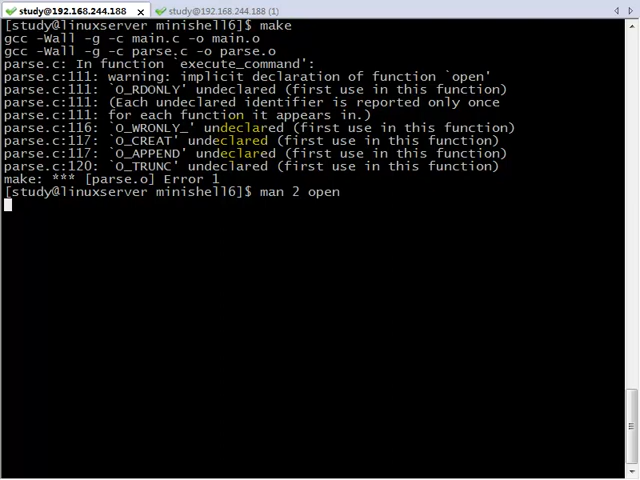 study@192.168.244.188
study@192.168.244.188 (1)
[study@linuxserver minishell6]$ make
gcc -Wall -g -c main.c -o main.o
gcc -Wall -g -c parse.c -o parse.o
parse.c: In function `execute_command':
parse.c:111: warning: implicit declaration of function `open'
parse.c:111: `O_RDONLY' undeclared (first use in this function)
parse.c:111: (Each undeclared identifier is reported only once
parse.c:111: for each function it appears in.)
parse.c:116: `O_WRONLY_' undeclared (first use in this function)
parse.c:117: `O_CREAT' undeclared (first use in this function)
parse.c:117: `O_APPEND' undeclared (first use in this function)
parse.c:120: `O_TRUNC' undeclared (first use in this function)
make: *** [parse.o] Error 1
[study@linuxserver minishell6]$ man 2 open